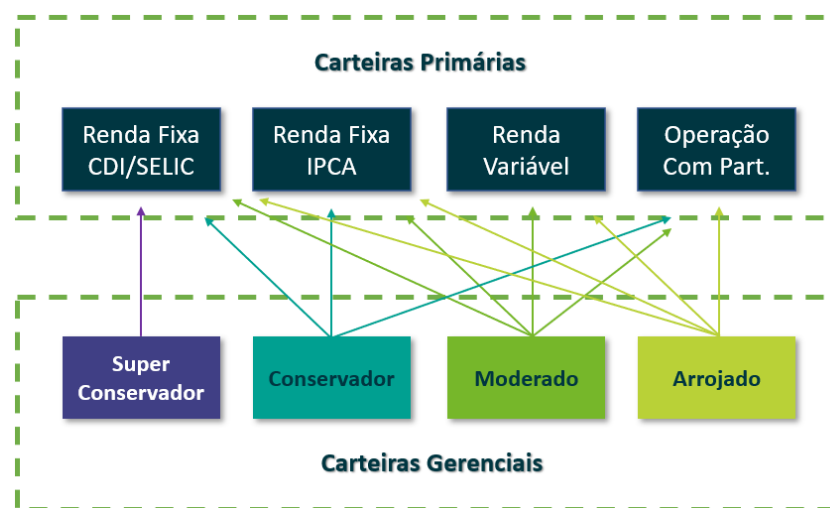 Carteiras Primárias
Renda Fixa
CDI/SELIC
Renda Fixa
IPCA
Renda
Variável
Operação
Com Part.
Super
Conservador
Conservador
Moderado
Arrojado
Carteiras Gerenciais